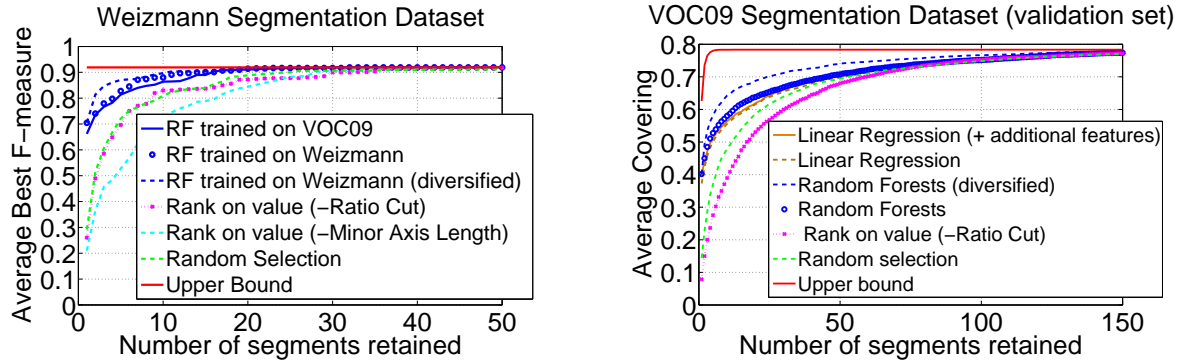 Weizmann Segmentation Dataset
Average Best F−measure
1
0.9
0.8
0.7
0.6
0.5
0.4
0.3
0.2
0.1
0
RF trained on VOC09
RF trained on Weizmann
RF trained on Weizmann (diversified)
Rank on value (−Ratio Cut)
Rank on value (−Minor Axis Length)
Random Selection
Upper Bound
0 10 20 30 40 50
Number of segments retained
VOC09 Segmentation Dataset (validation set)
Average Covering
0.8
0.7
0.6
0.5
0.4
0.3
0.2
0.1
0
Linear Regression (+ additional features)
Linear Regression
Random Forests (diversified)
Random Forests
Rank on value (−Ratio Cut)
Random selection
Upper bound
0 50 100 150
Number of segments retained